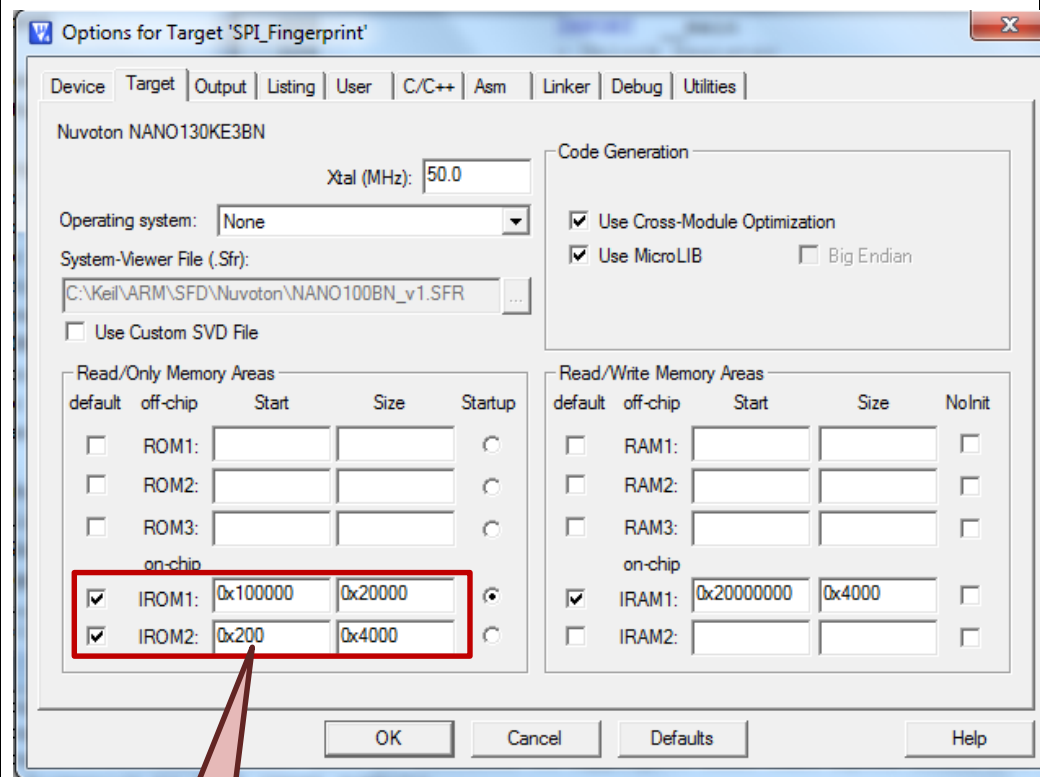 Options for Target 'SPI_Fingerprint'
Device Target Output Listing User C/C++ Asm Linker Debug Utilities
Nuvoton NANO130KE3BN
Xtal (MHz): 50.0
Operating system: None
System-Viewer File (.Sfr):
C:\Keil\ARM\SFD\Nuvoton\NANO100BN_v1.SFR ...
Use Custom SVD File
Code Generation
Use Cross-Module Optimization
Use MicroLIB Big Endian
Read/Only Memory Areas
default off-chip Start Size Startup
ROM1:
ROM2:
ROM3:
on-chip
IROM1: 0x100000 0x20000
IROM2: 0x200 0x4000
Read/Write Memory Areas
default off-chip Start Size NoInit
RAM1:
RAM2:
RAM3:
on-chip
IRAM1: 0x20000000 0x4000
IRAM2:
OK Cancel Defaults Help